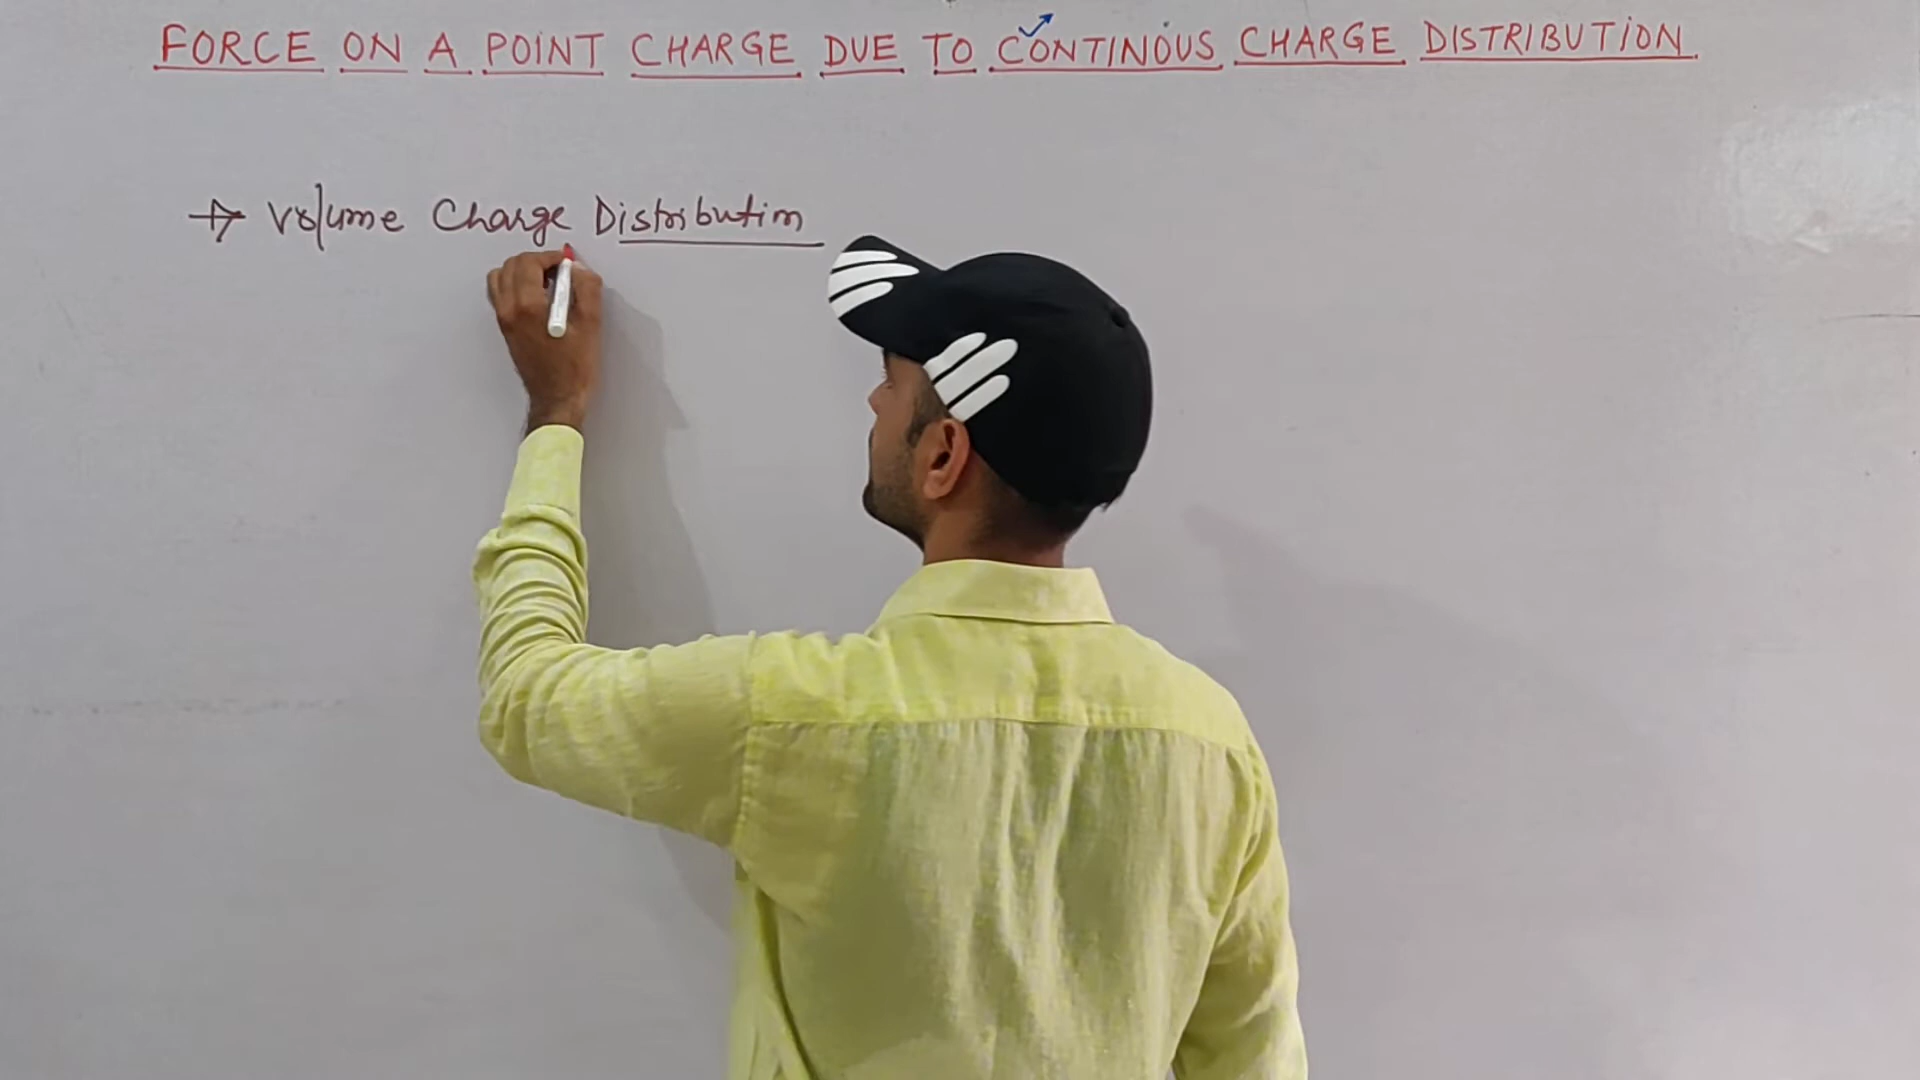 FORCE ON A POINT CHARGE DUE TO CONTINOUS CHARGE DISTRIBUTION
Volume Charge Distribution